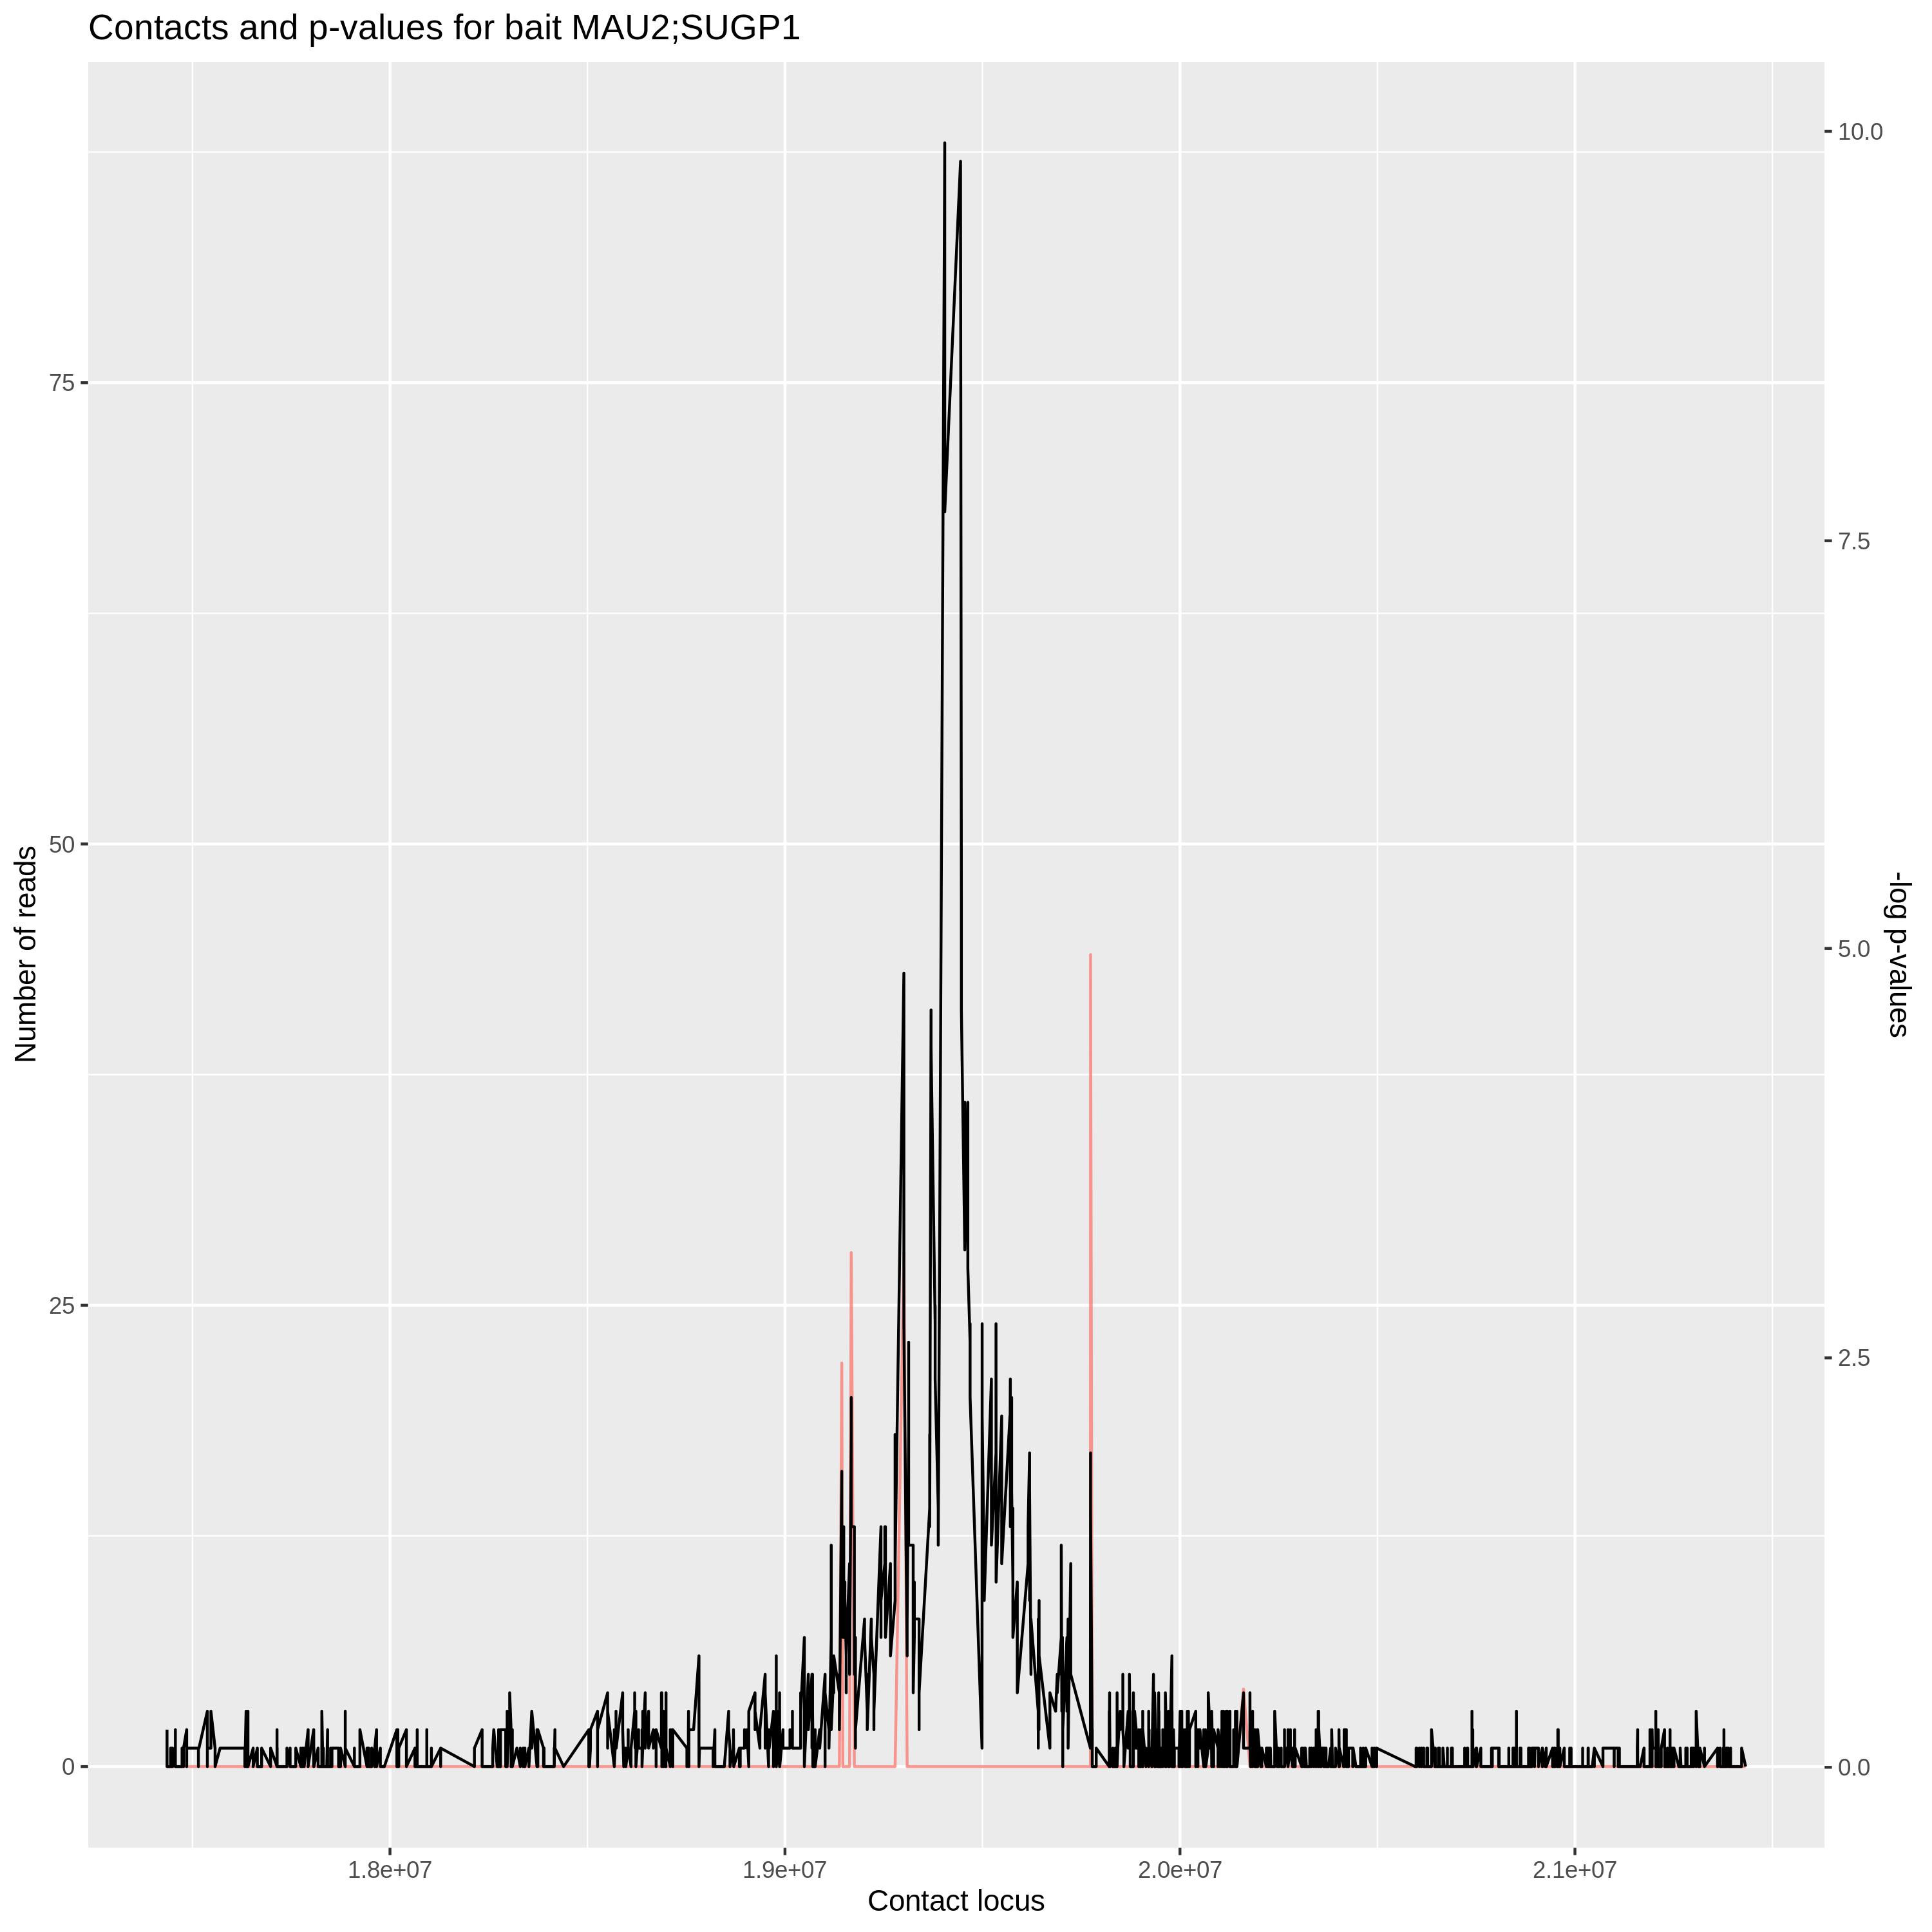 Contacts and p-values for bait MAU2;SUGP1
Number of reads
75
50
25
0
10.0
7.5
5.0
2.5
0.0
-log p-values
1.8e+07
1.9e+07
2.0e+07
2.1e+07
Contact locus